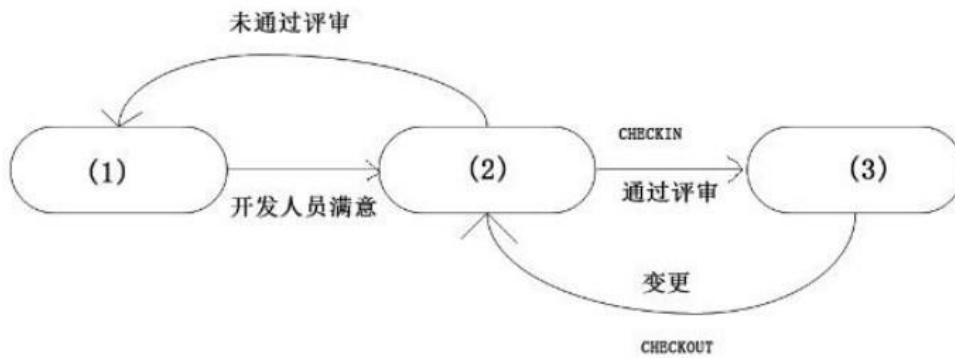 未通过评审
(1)
(2)
CHECKIN
(3)
开发人员满意
通过评审
变更
CHECKOUT